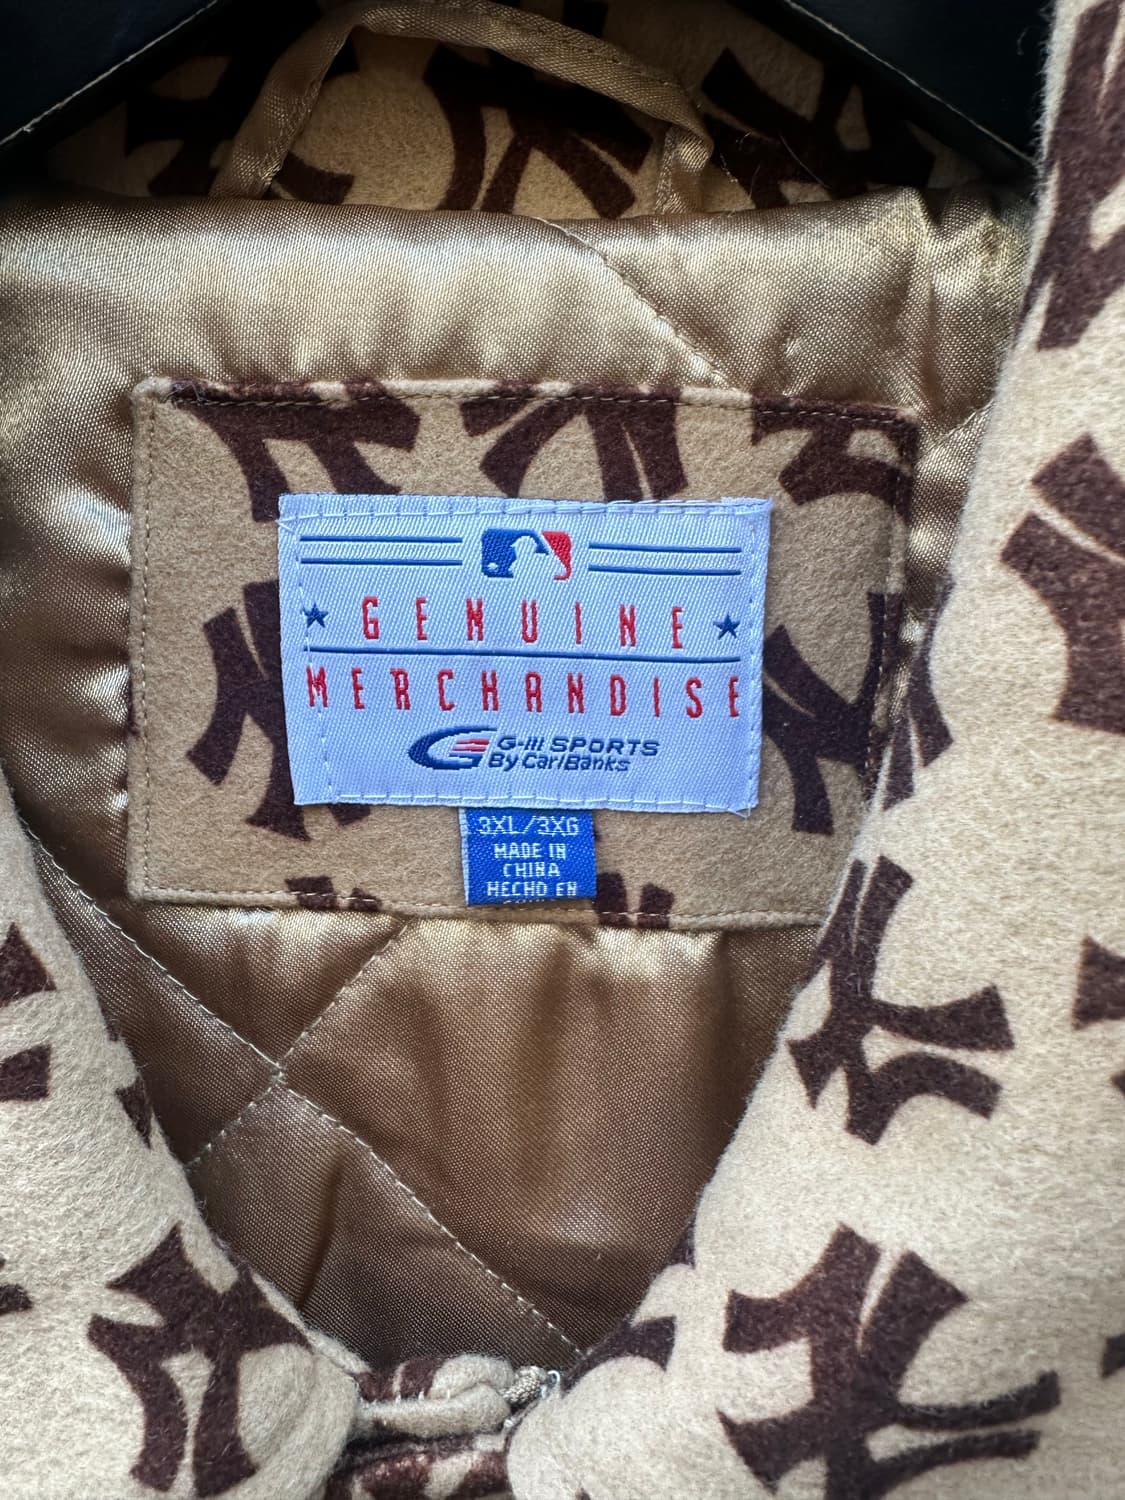 GENUINE
MERCHANDISE
G-III SPORTS
By Carl Banks
3XL/3XG
MADE IN
CHINA
HECHO EN